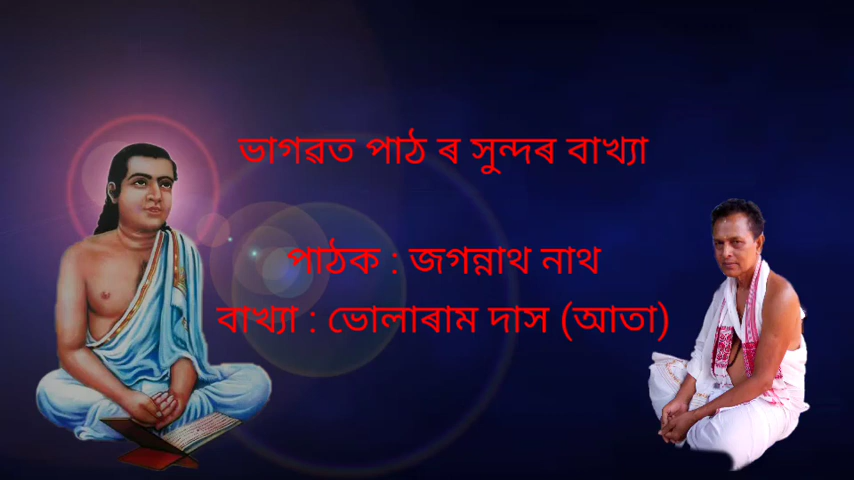 ভাগৱত পাঠ ৰ সুন্দৰ বাখ্যা
পাঠক : জগন্নাথ নাথ
বাখ্যা : ভোলাৰাম দাস (আতা)